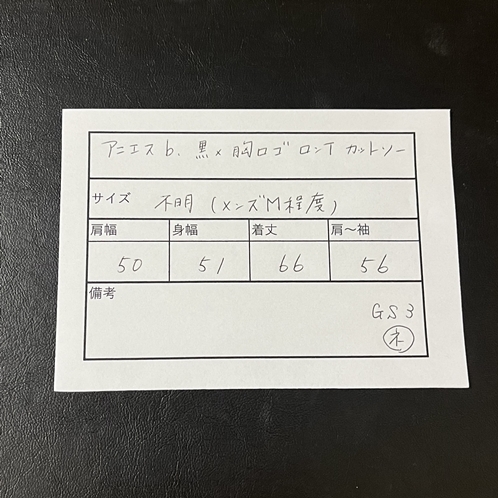 アニエスb. 黒×胸ロゴ ロンT カットソー
サイズ 不明(メンズM程度)
肩幅 身幅 着丈 肩～袖
50 51 66 56
備考
GS3
ネ